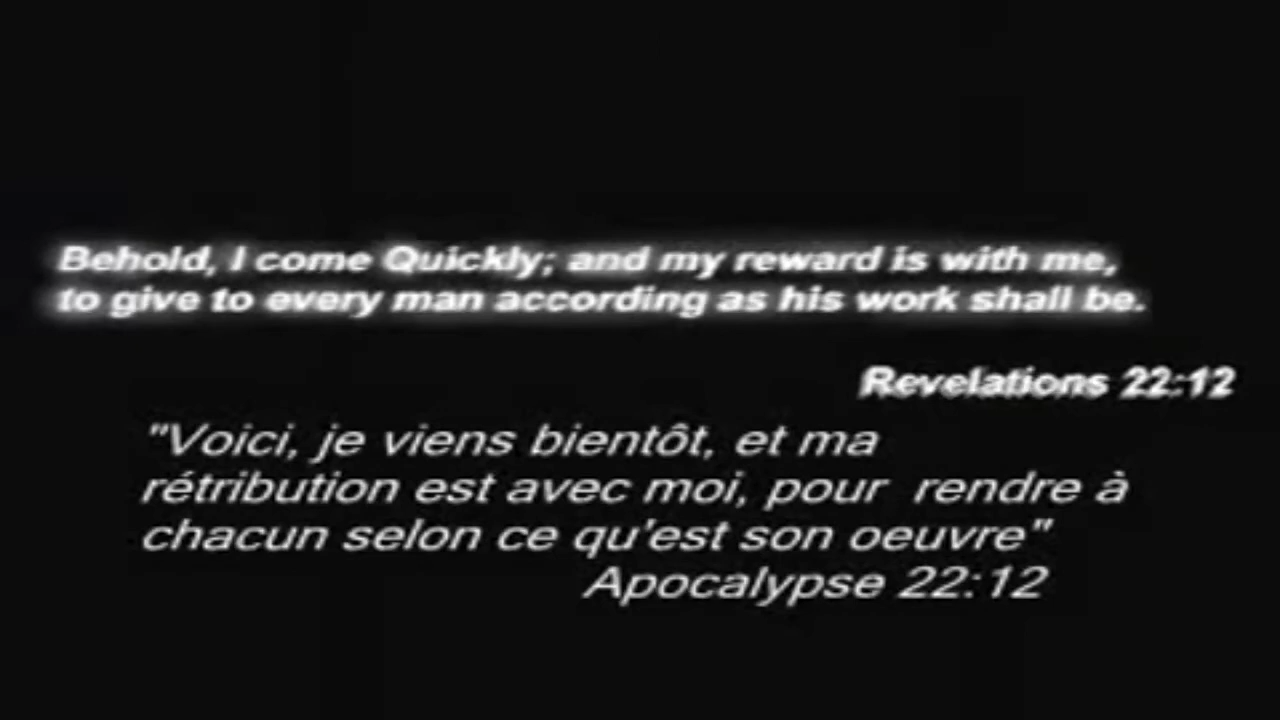 Behold, I come Quickly; and my reward is with me,
to give to every man according as his work shall be.
Revelations 22:12
"Voici, je viens bientôt, et ma
rétribution est avec moi, pour  rendre à
chacun selon ce qu'est son oeuvre"
Apocalypse 22:12